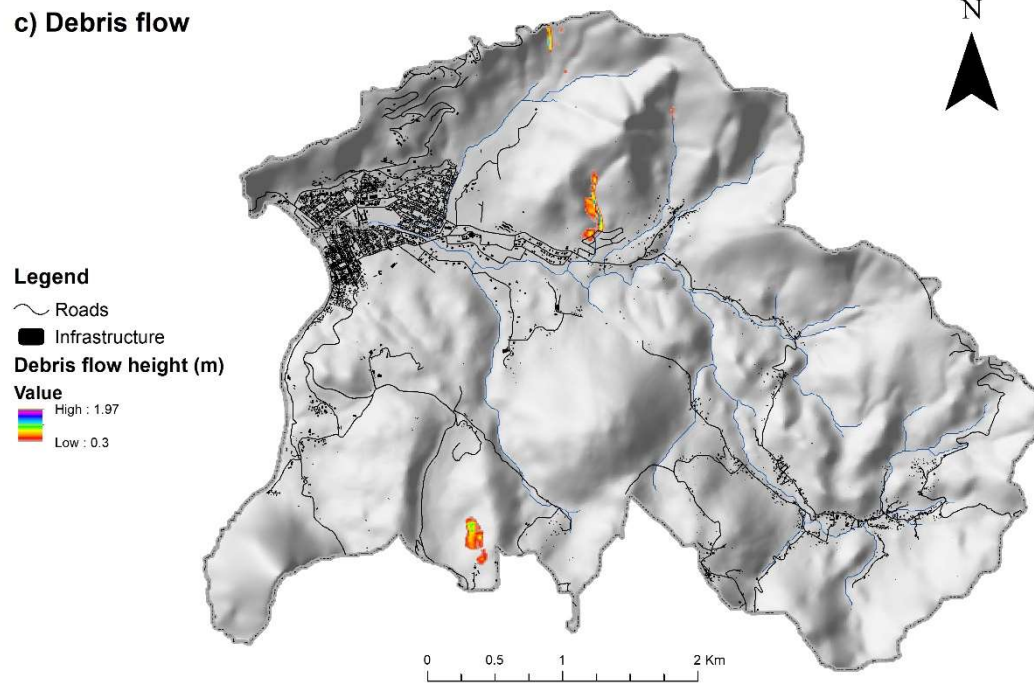 c) Debris flow
N
Legend
Roads
Infrastructure
Debris flow height (m)
Value
High : 1.97
Low : 0.3
0 0.5 1 2 Km